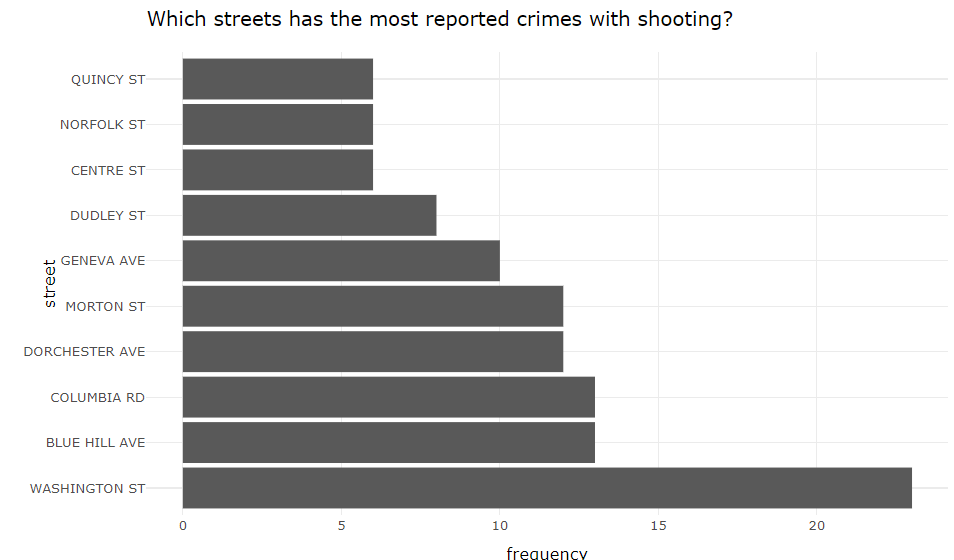 Which streets has the most reported crimes with shooting?
QUINCY ST
NORFOLK ST
CENTRE ST
DUDLEY ST
GENEVA AVE
street
MORTON ST
DORCHESTER AVE
COLUMBIA RD
BLUE HILL AVE
WASHINGTON ST
0 5 10 15 20
frequency